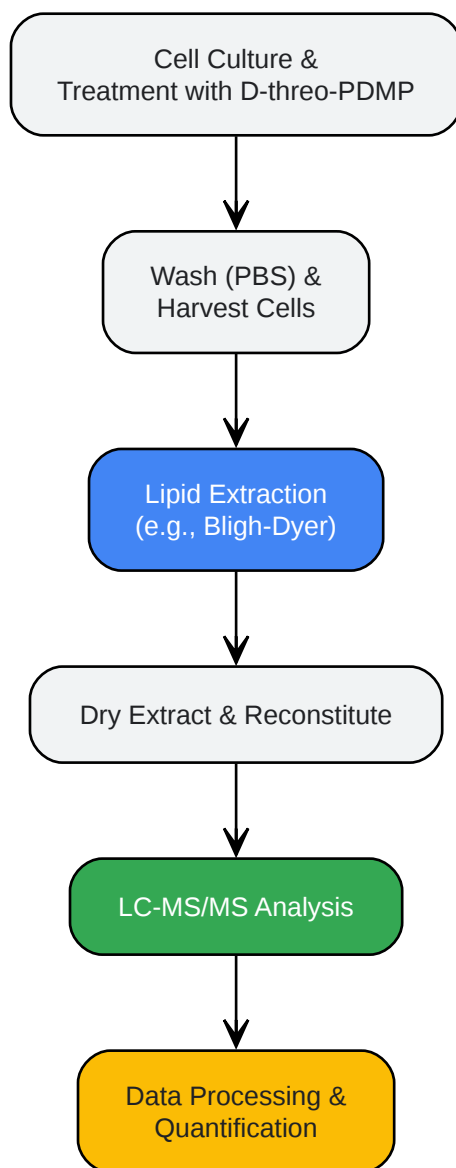 Cell Culture &
Treatment with D-threo-PDMP
Wash (PBS) &
Harvest Cells
Lipid Extraction
(e.g., Bligh-Dyer)
Dry Extract & Reconstitute
LC-MS/MS Analysis
Data Processing &
Quantification